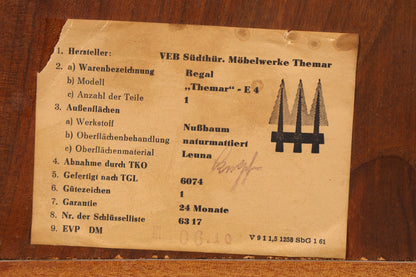 1. Hersteller: VEB Südthür. Möbelwerke Themar
2. a) Warenbezeichnung Regal
b) Modell „Themar" - E 4
c) Anzahl der Teile 1
3. Außenflächen
a) Werkstoff Nußbaum
b) Oberflächenbehandlung naturmattiert
c) Oberflächenmaterial Leuna
4. Abnahme durch TKO
5. Gefertigt nach TGL 6074
6. Gütezeichen 1
7. Garantie 24 Monate
8. Nr. der Schlüsselliste 63 17
9. EVP DM
V 9 1 1,5 1258 SbG 1 61